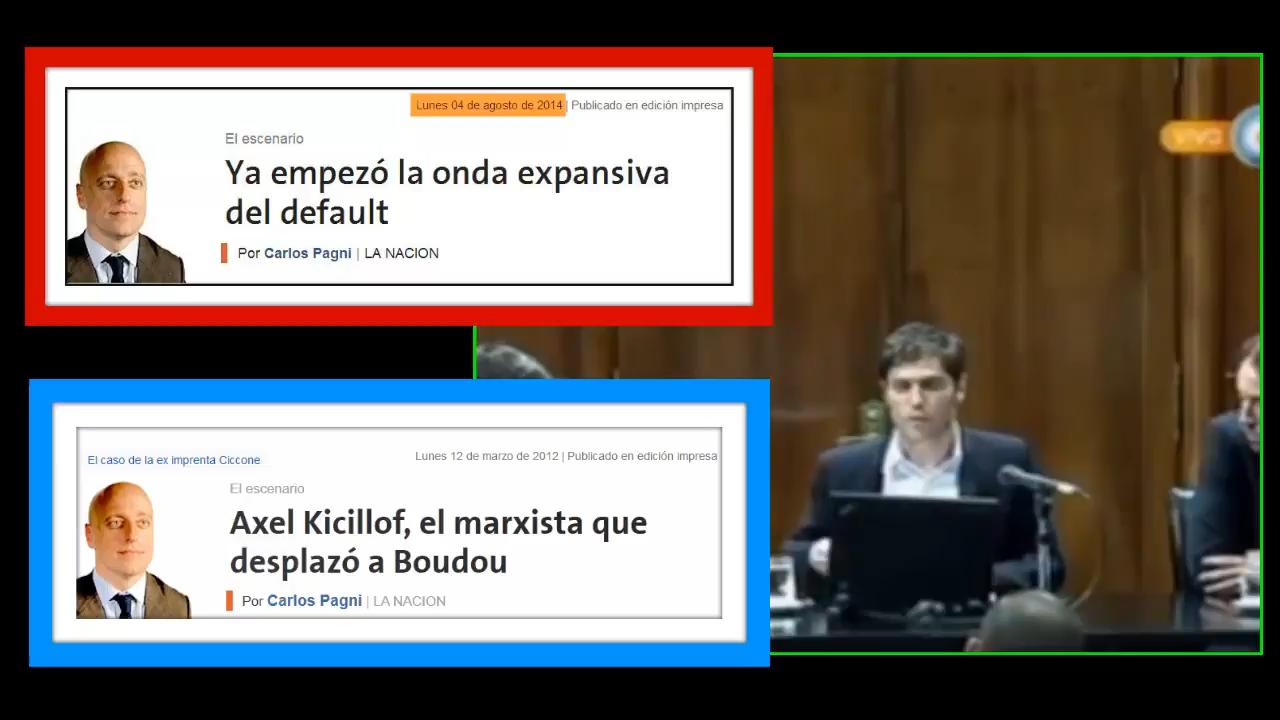 Lunes 04 de agosto de 2014 | Publicado en edición impresa
El escenario
Ya empezó la onda expansiva
del default
Por Carlos Pagni | LA NACION
El caso de la ex imprenta Ciccone
Lunes 12 de marzo de 2012 | Publicado en edición impresa
El escenario
Axel Kicillof, el marxista que
desplazó a Boudou
Por Carlos Pagni | LA NACION
VIVO